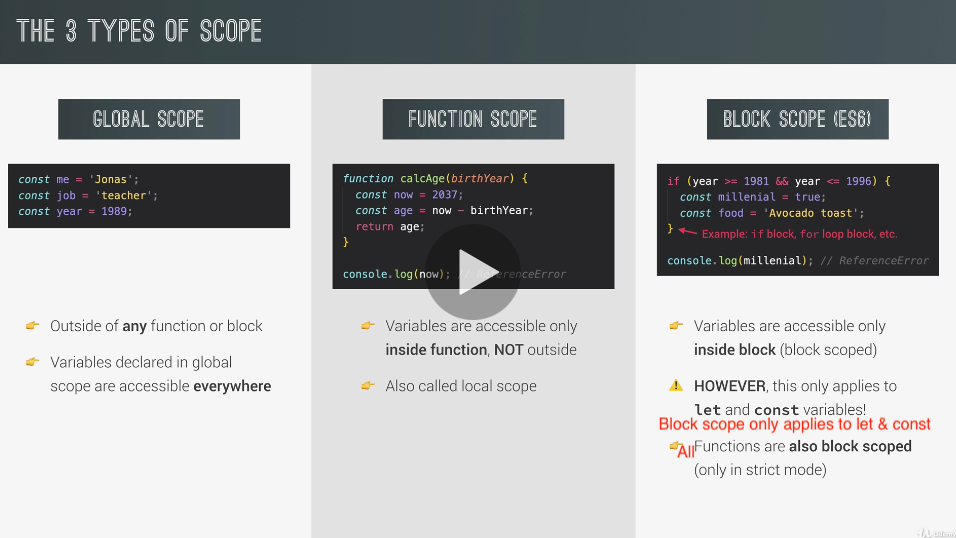 THE 3 TYPES OF SCOPE
GLOBAL SCOPE
const me = 'Jonas';
const job = 'teacher';
const year = 1989;
Outside of any function or block
Variables declared in global
scope are accessible everywhere
FUNCTION SCOPE
function calcAge(birthYear) {
const now = 2037;
const age = now − birthYear;
return age;
}
console.log(now); // ReferenceError
Variables are accessible only
inside function, NOT outside
Also called local scope
BLOCK SCOPE (ES6)
if (year >= 1981 && year <= 1996) {
const millenial = true;
const food = 'Avocado toast';
}
Example: if block, for loop block, etc.
console.log(millenial); // ReferenceError
Variables are accessible only
inside block (block scoped)
HOWEVER, this only applies to
let and const variables!
Block scope only applies to let & const
All Functions are also block scoped
(only in strict mode)
Udemy